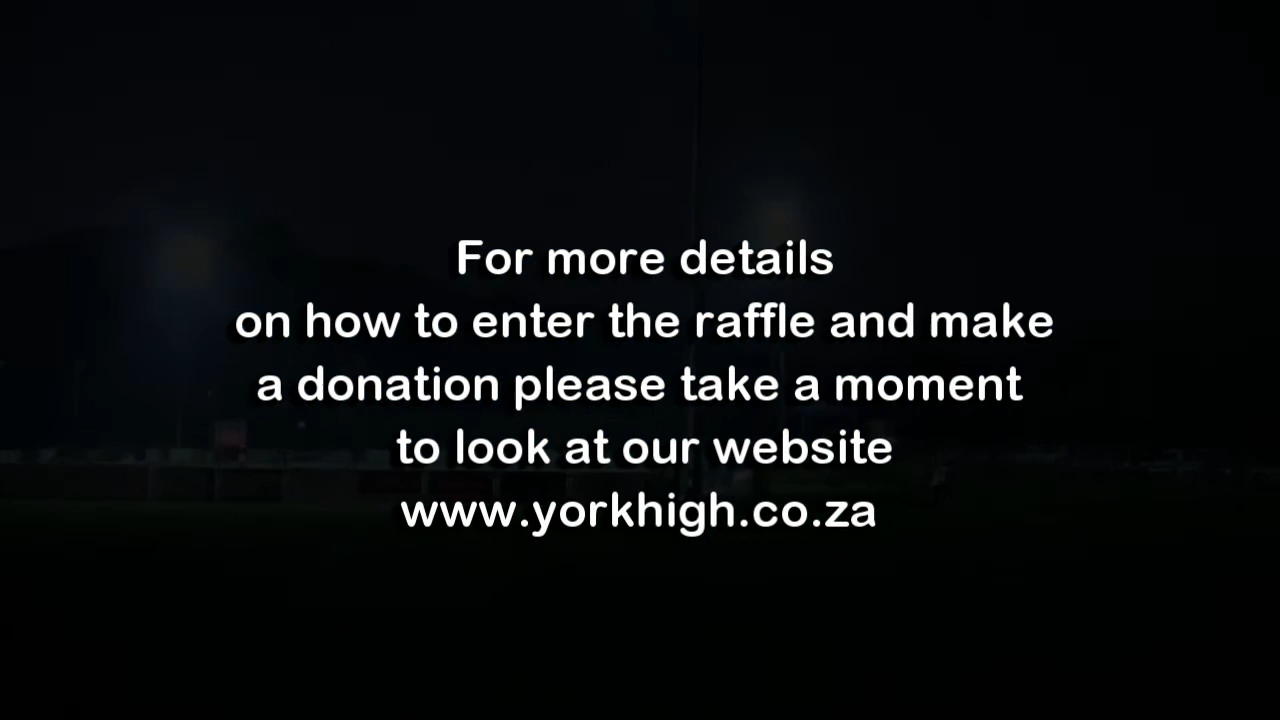 For more details
on how to enter the raffle and make
a donation please take a moment
to look at our website
www.yorkhigh.co.za